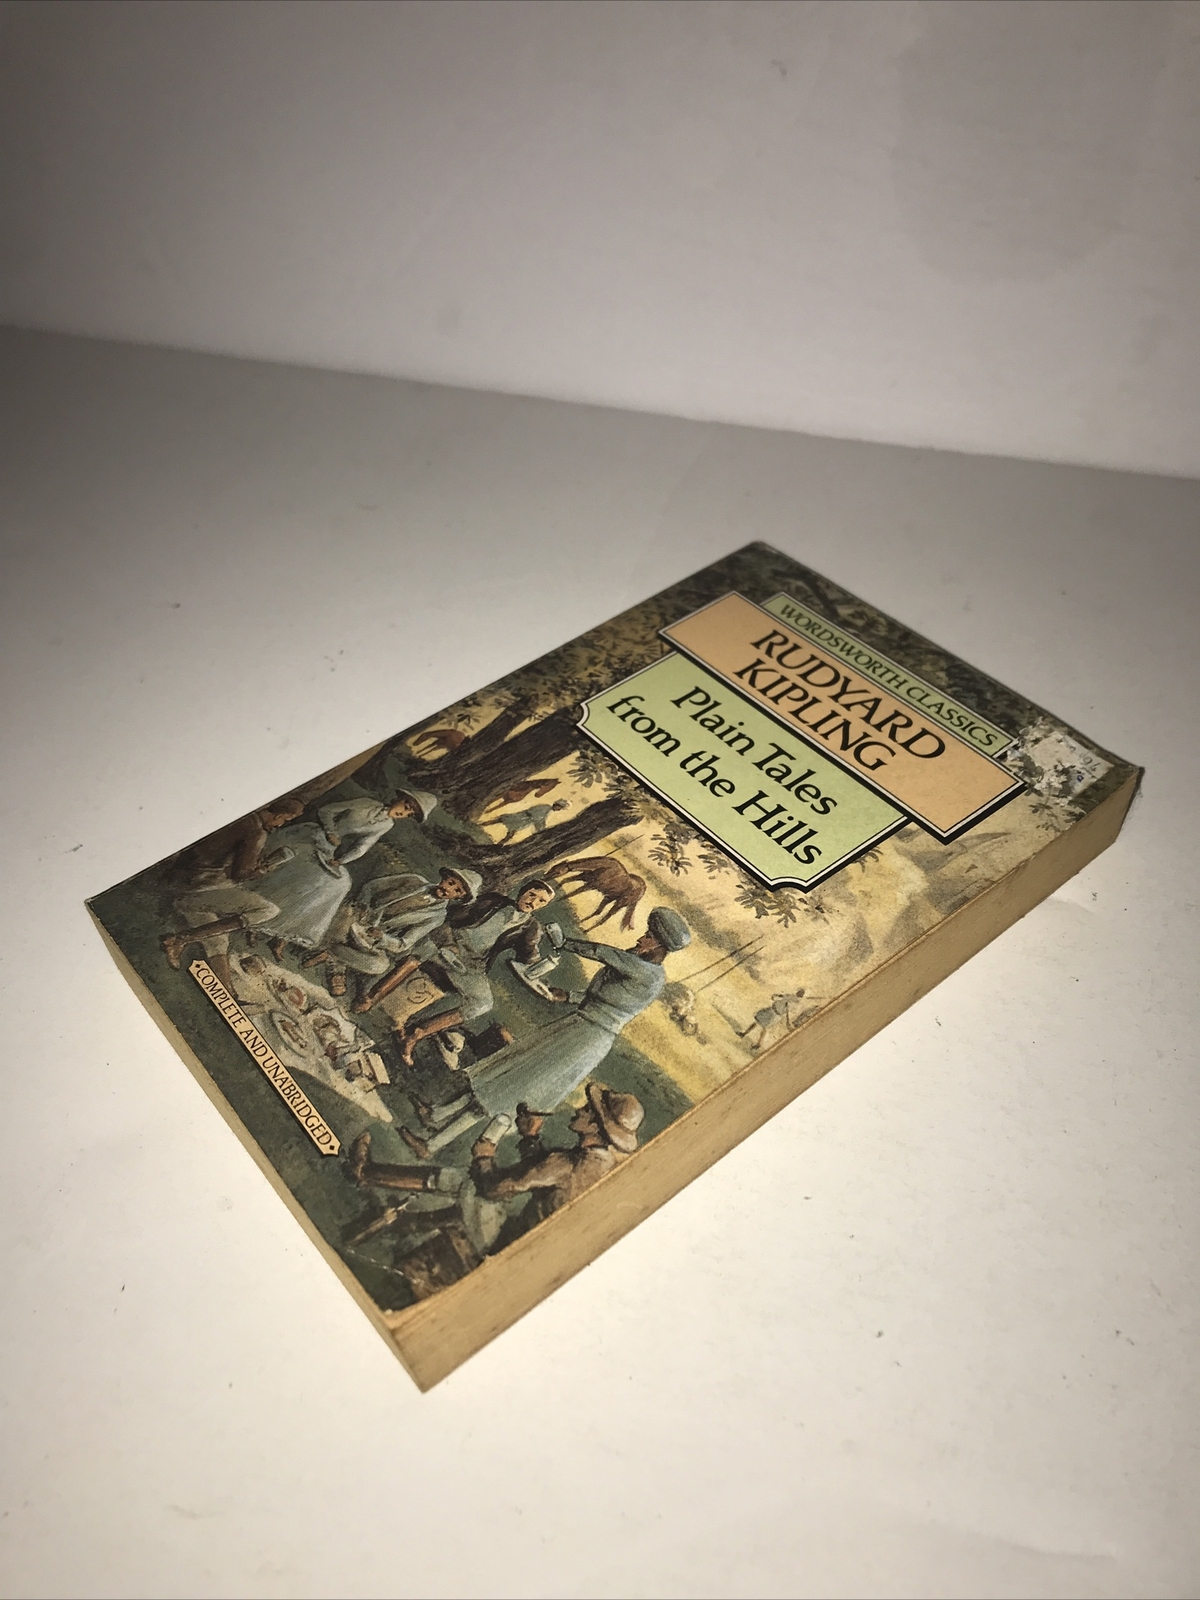 WORDSWORTH CLASSICS
RUDYARD
KIPLING
Plain Tales
from the Hills
COMPLETE AND UNABRIDGED